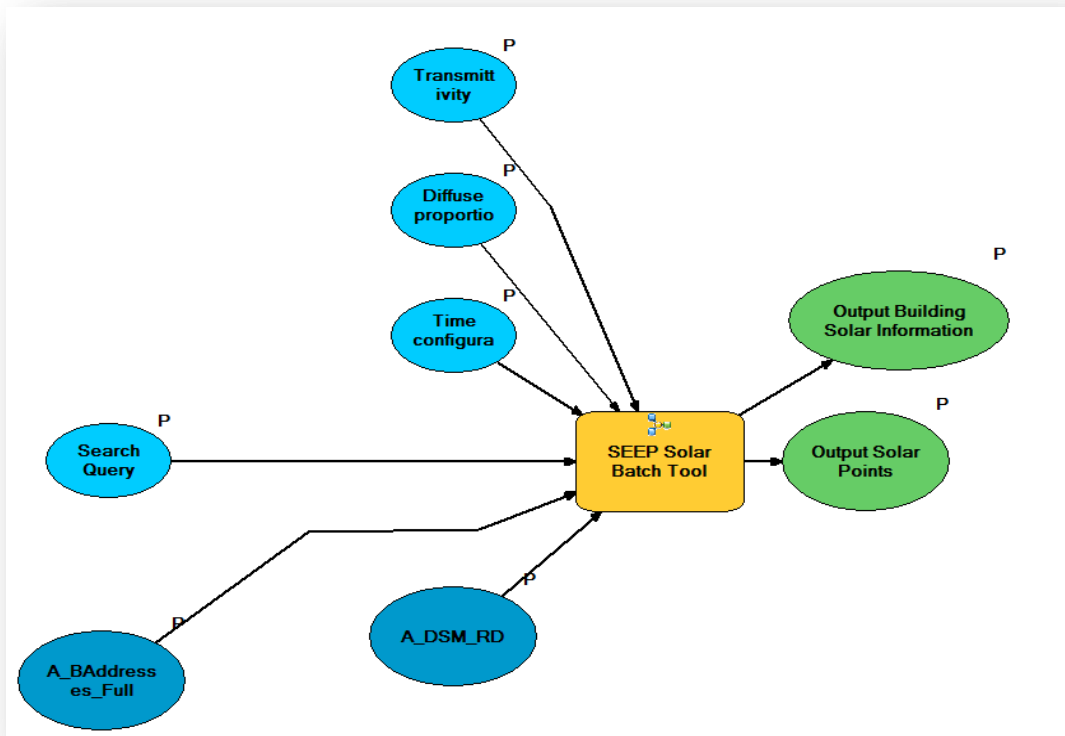 P
Transmitt
ivity
P
Diffuse
proportio
P
Time
configura
P
Output Building
Solar Information
P
Search
Query
SEEP Solar
Batch Tool
P
Output Solar
Points
P
A_DSM_RD
P
A_BAddress
es_Full